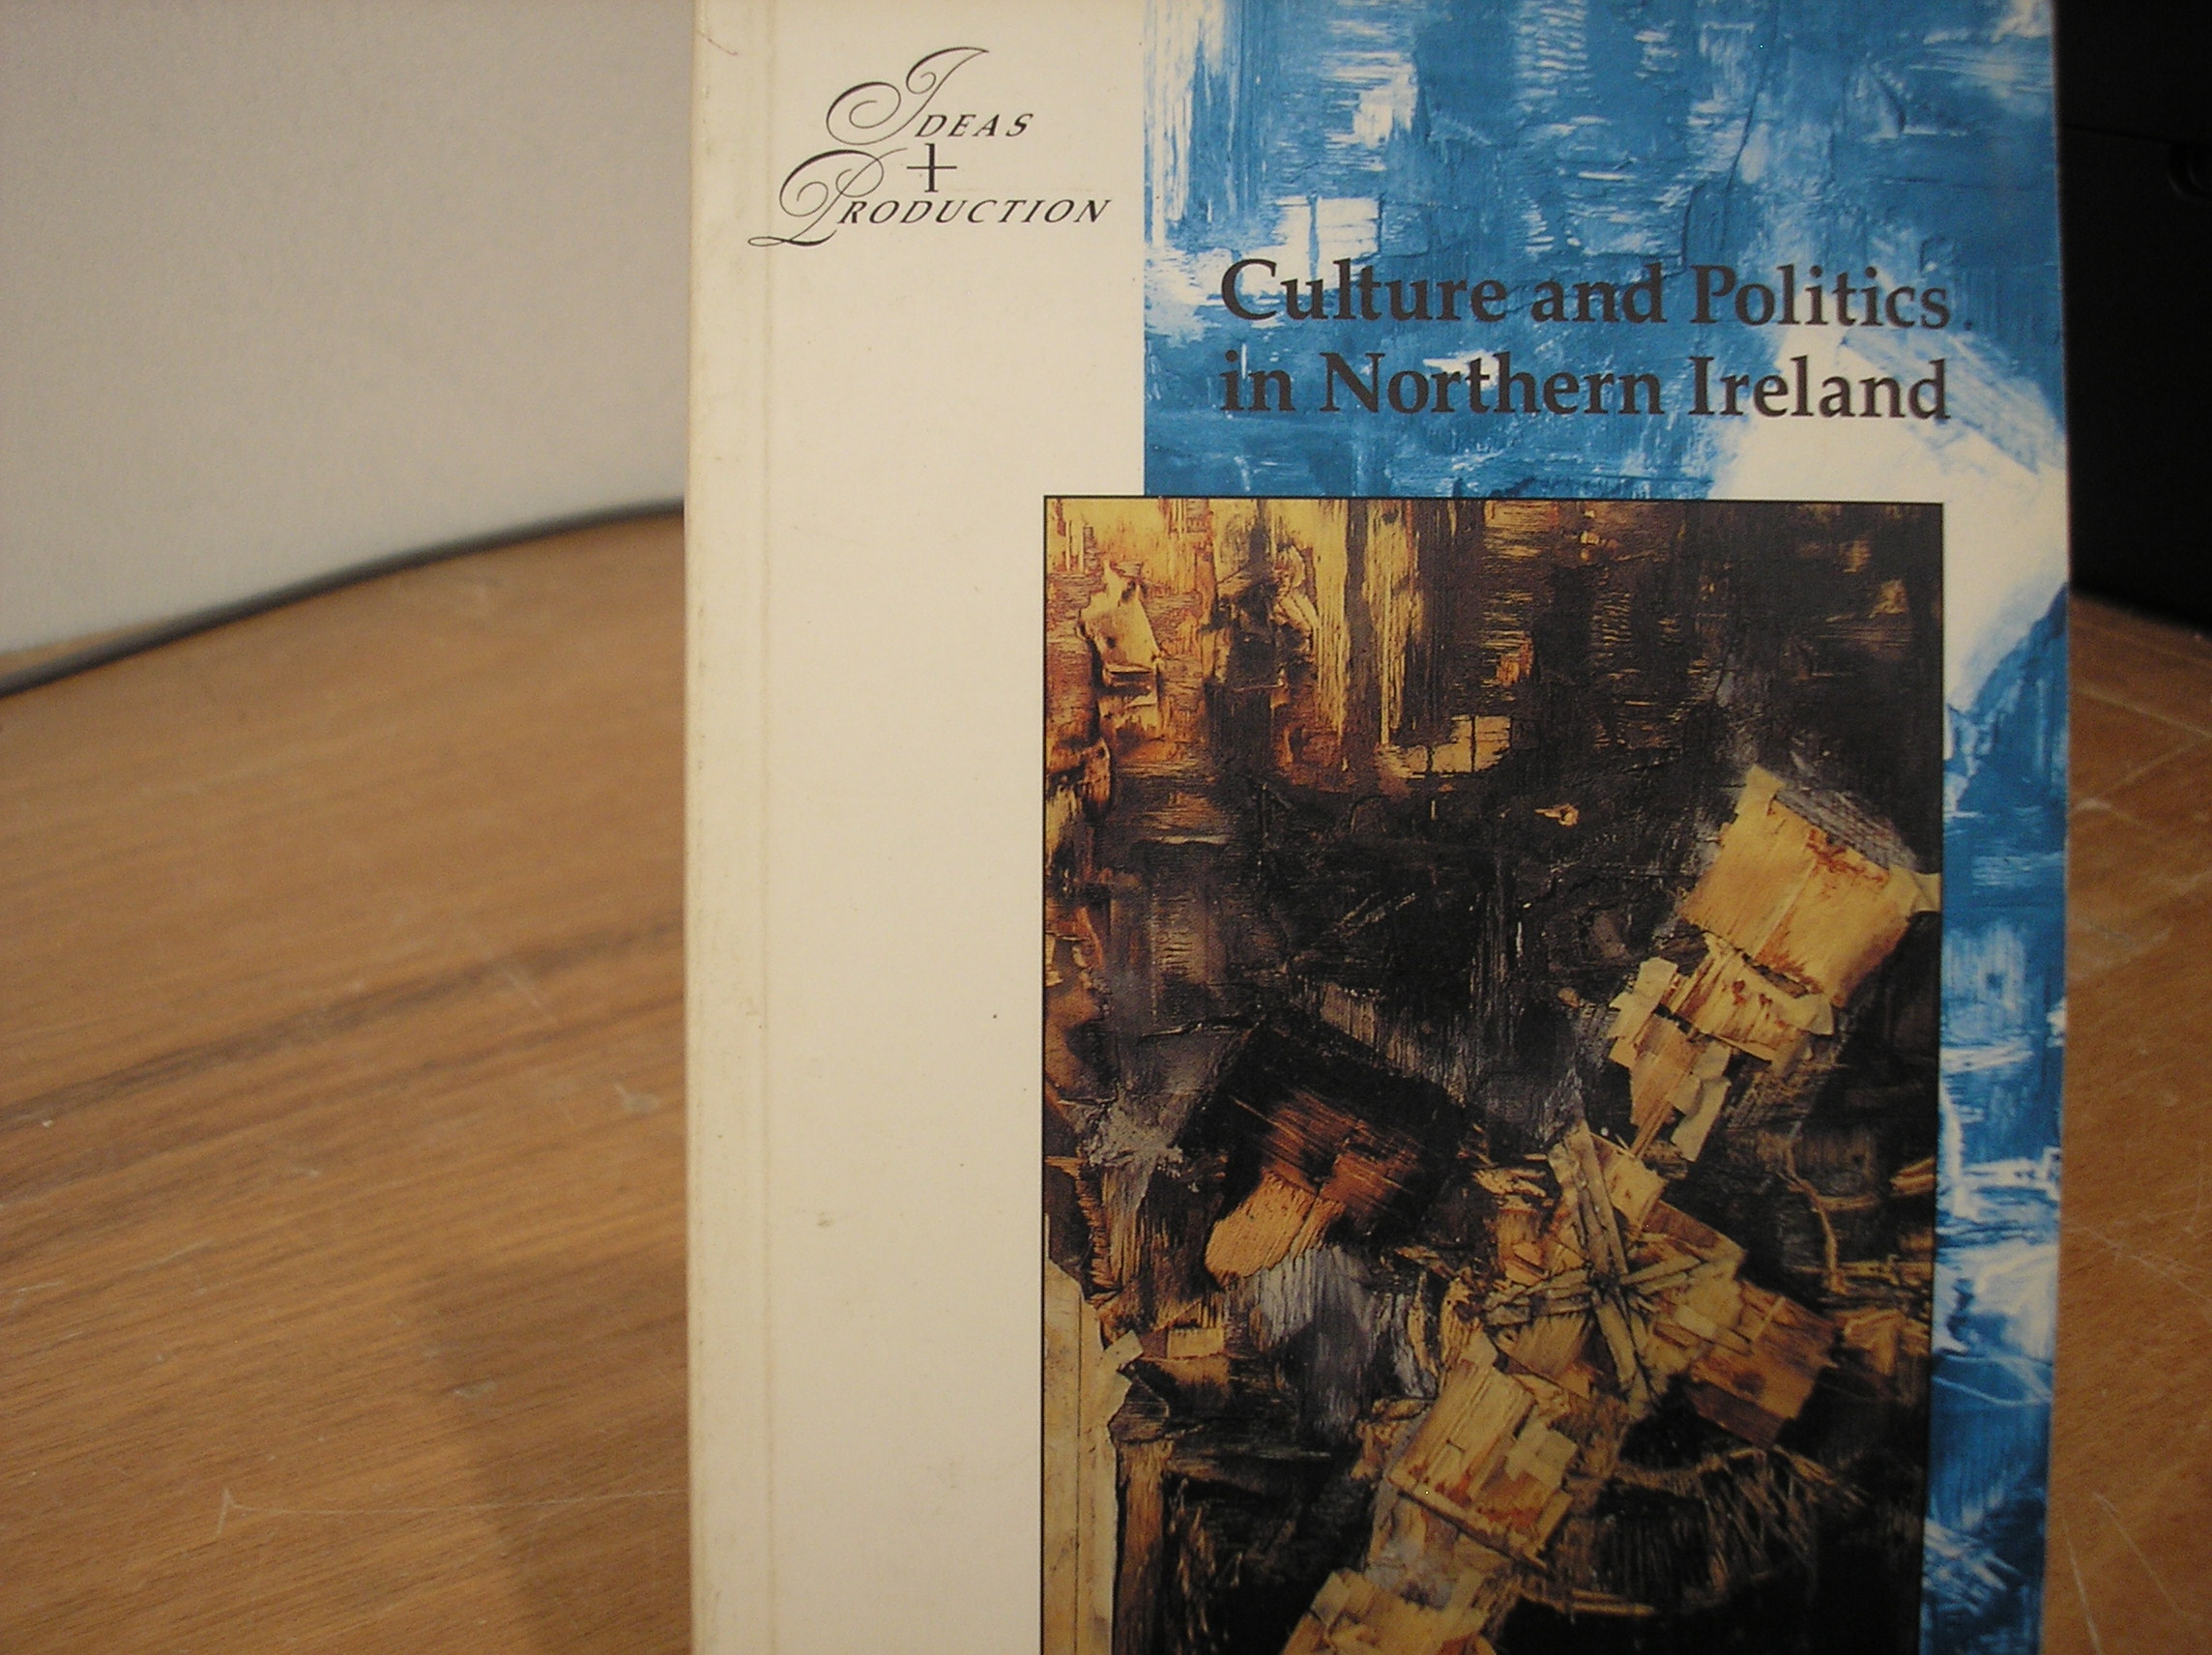 IDEAS
+
PRODUCTION
Culture and Politics
in Northern Ireland